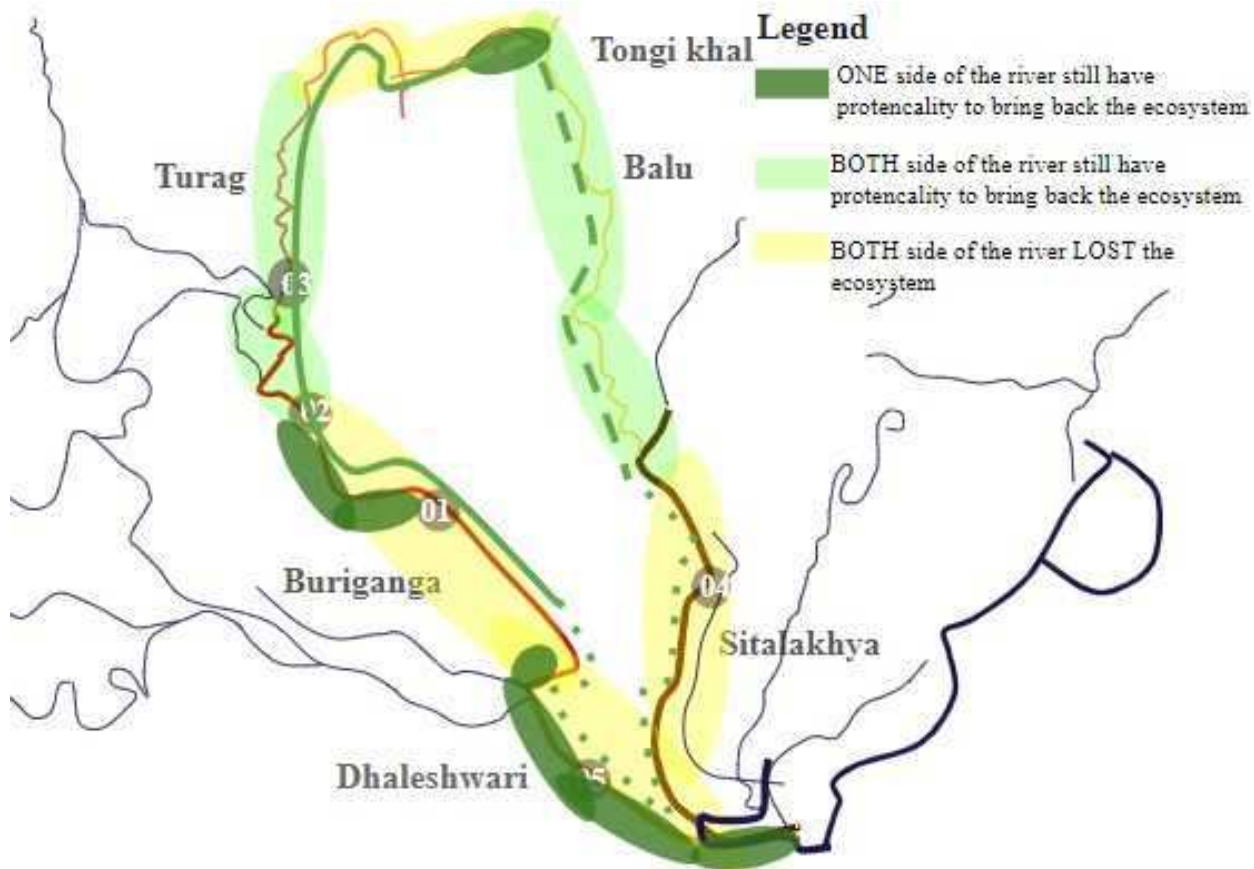 Tongi khal
Legend
ONE side of the river still have
protencality to bring back the ecosystem
BOTH side of the river still have
protencality to bring back the ecosystem
BOTH side of the river LOST the
ecosystem
Turag
Balu
03
02
01
Buriganga
04
Sitalakhya
Dhaleshwari
05